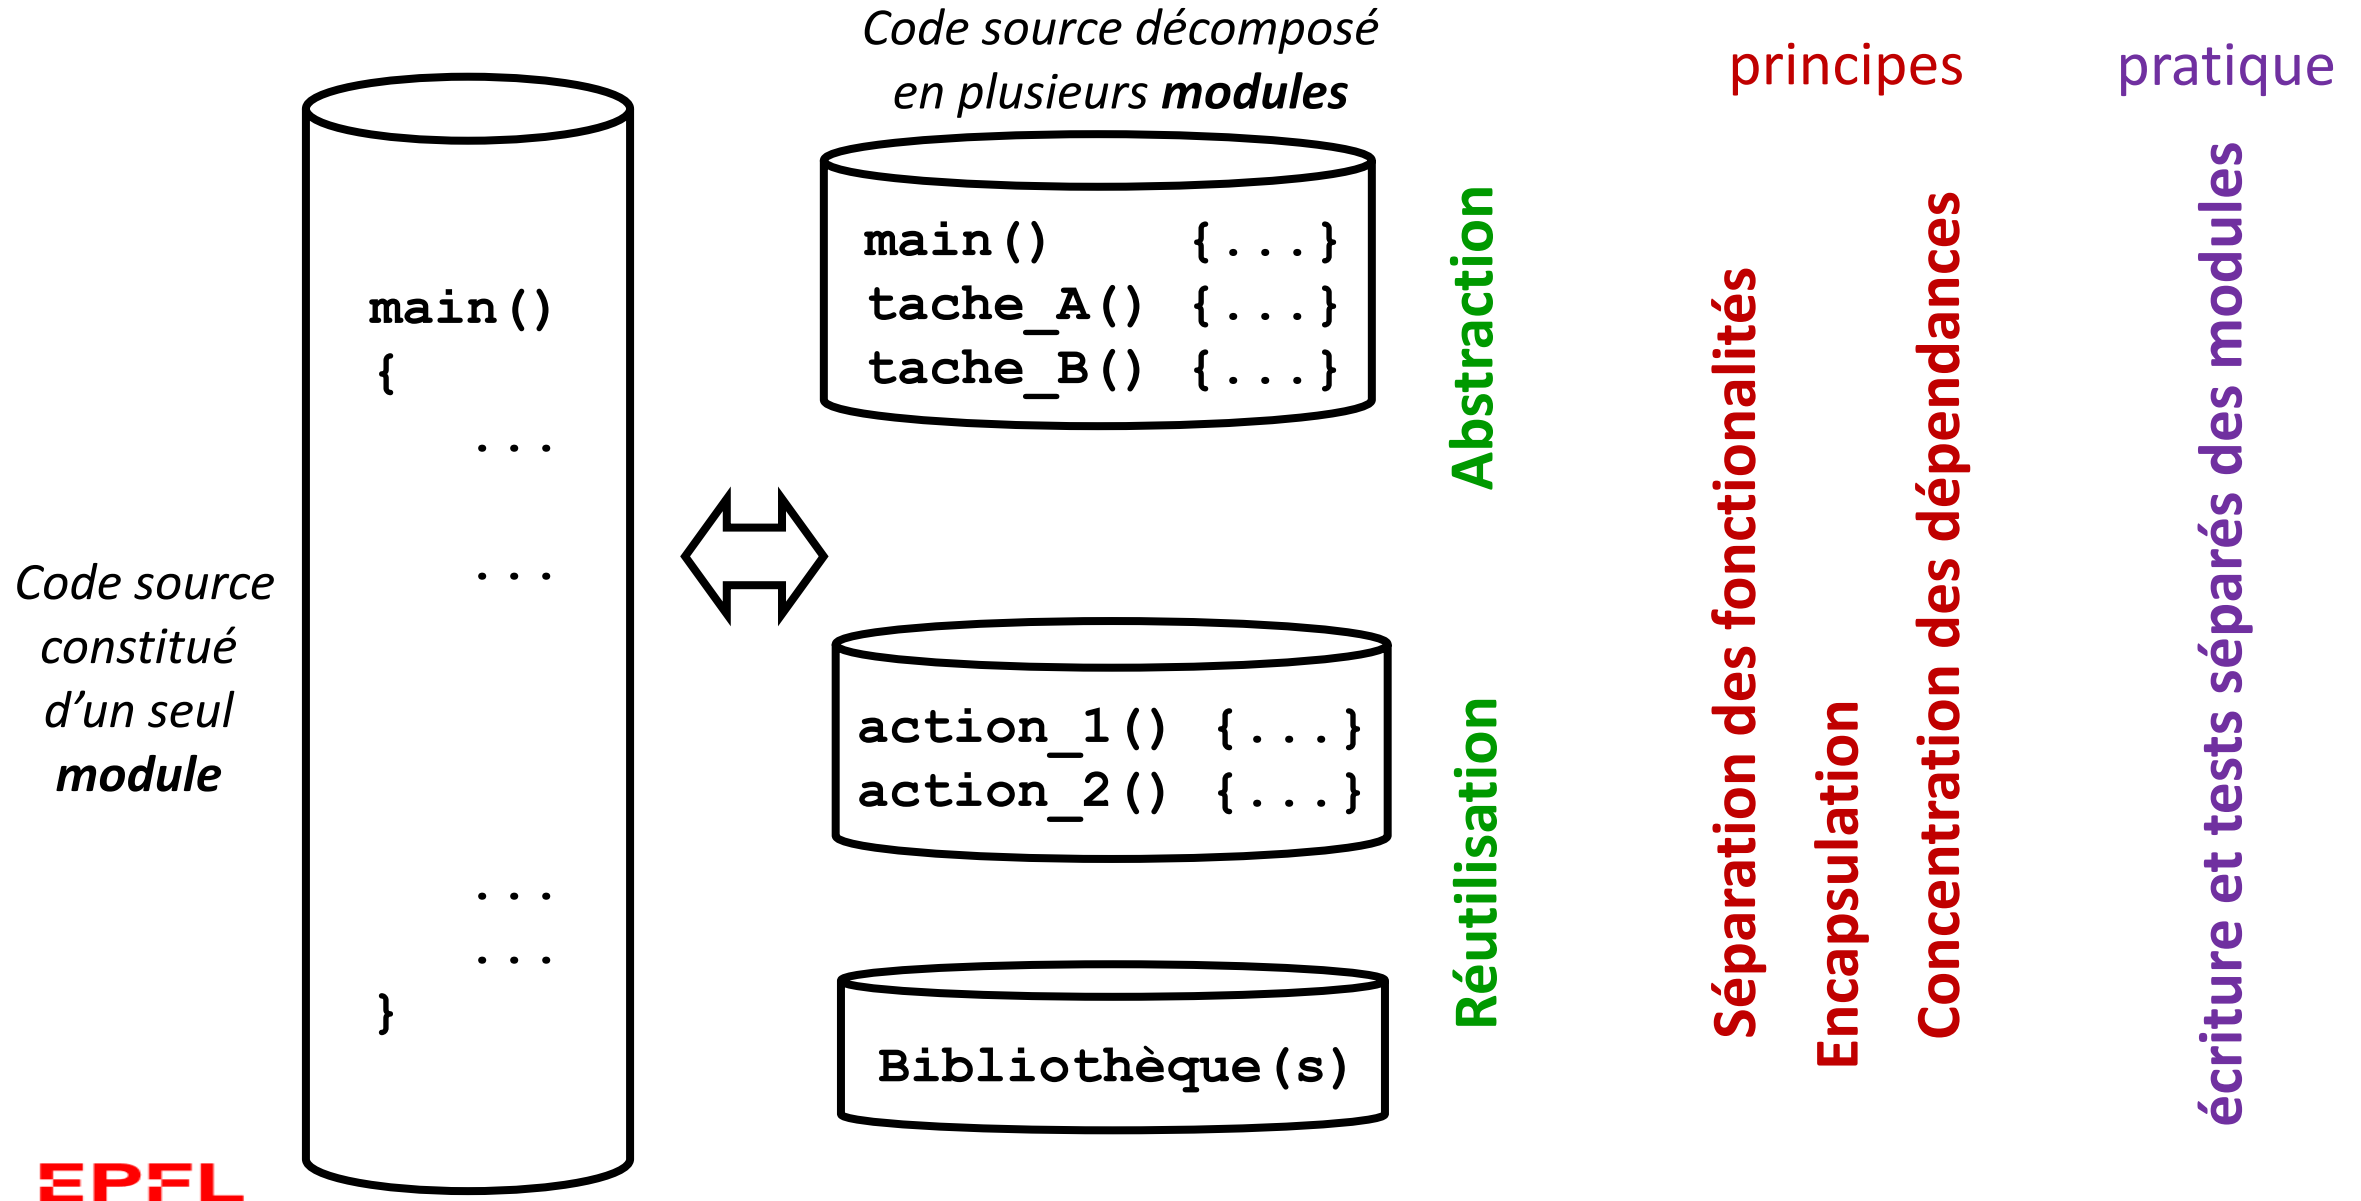 Code source décomposé
en plusieurs modules
principes
pratique
main()
{
...
...
...
...
}
Code source
constitué
d’un seul
module
main() {...}
tache_A() {...}
tache_B() {...}
action_1() {...}
action_2() {...}
Bibliothèque(s)
Abstraction
Réutilisation
Séparation des fonctionalités
Encapsulation
Concentration des dépendances
écriture et tests séparés des modules
EPFL